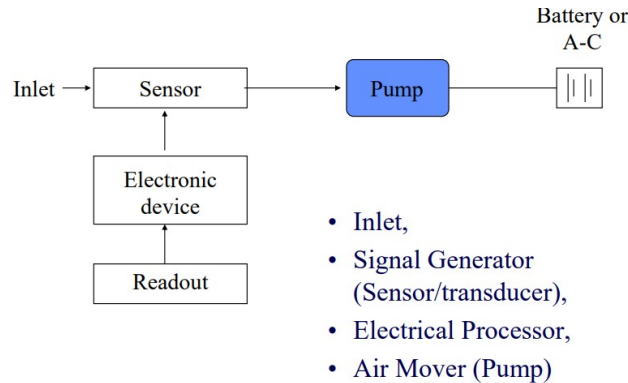 Battery or
A-C
Inlet
Sensor
Pump
Electronic
device
Readout
• Inlet,
• Signal Generator
(Sensor/transducer),
• Electrical Processor,
• Air Mover (Pump)